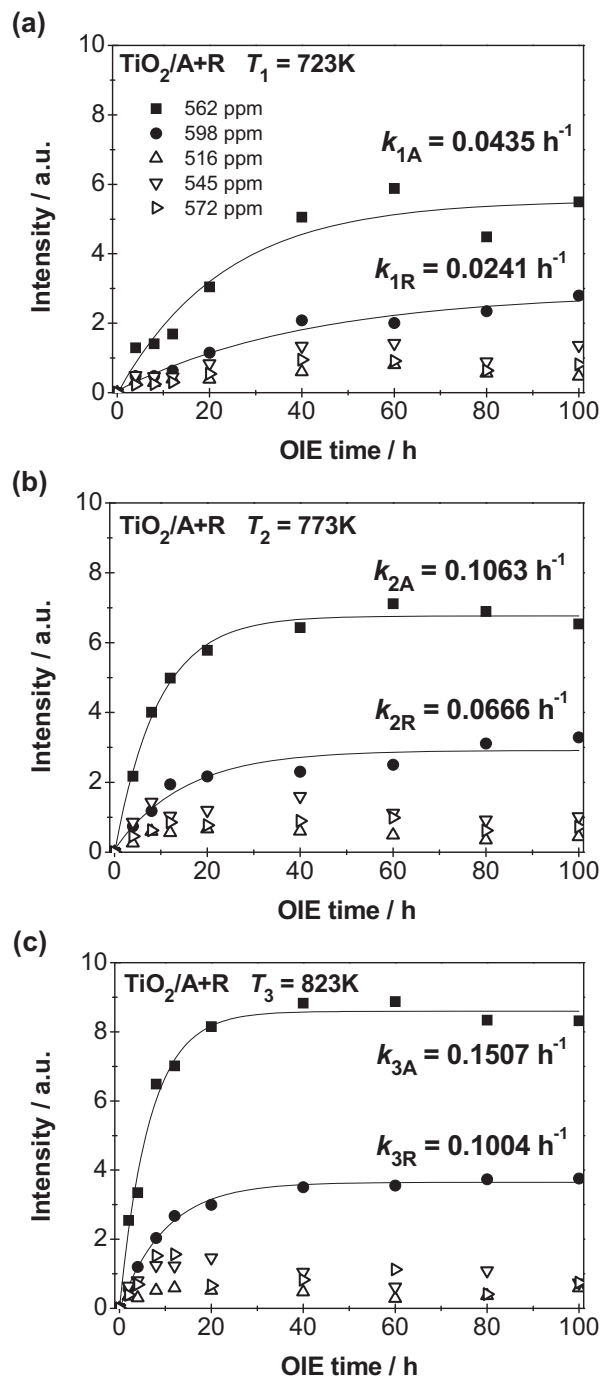 (a)
10
TiO2/A+R T1 = 723K
562 ppm
598 ppm
516 ppm
545 ppm
572 ppm
k1A = 0.0435 h-1
k1R = 0.0241 h-1
8
6
4
2
0
Intensity / a.u.
0 20 40 60 80 100
OIE time / h
(b)
10
TiO2/A+R T2 = 773K
k2A = 0.1063 h-1
k2R = 0.0666 h-1
8
6
4
2
0
Intensity / a.u.
0 20 40 60 80 100
OIE time / h
(c)
10
TiO2/A+R T3 = 823K
k3A = 0.1507 h-1
k3R = 0.1004 h-1
8
6
4
2
0
Intensity / a.u.
0 20 40 60 80 100
OIE time / h